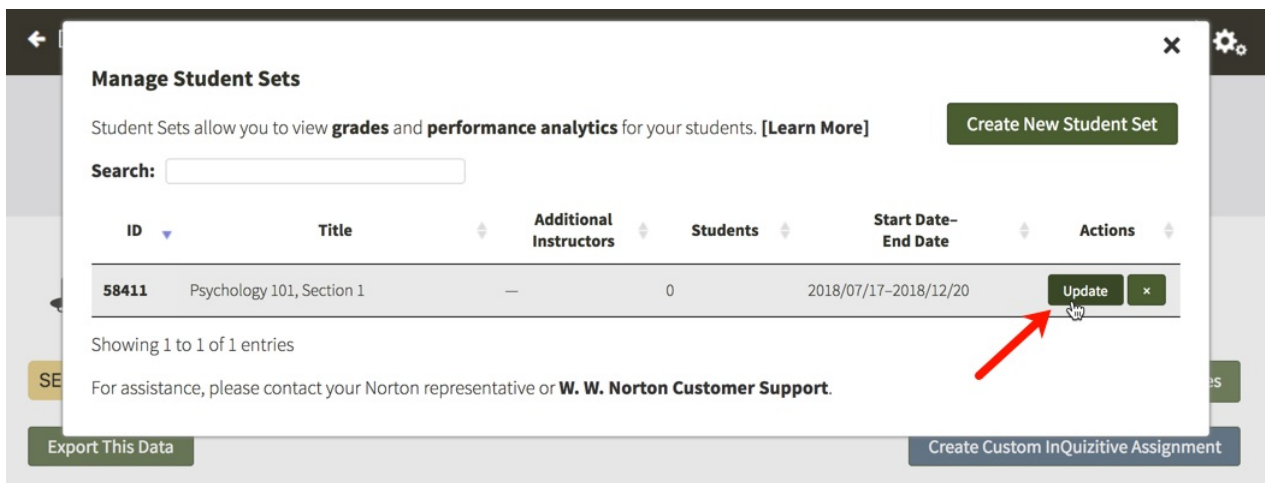 Manage Student Sets
Student Sets allow you to view grades and performance analytics for your students. [Learn More]
Create New Student Set
Search:
ID Title Additional Instructors Students Start Date– End Date Actions
58411 Psychology 101, Section 1 — 0 2018/07/17–2018/12/20 Update ×
Showing 1 to 1 of 1 entries
SE
For assistance, please contact your Norton representative or W. W. Norton Customer Support.
Export This Data
Create Custom InQuizitive Assignment